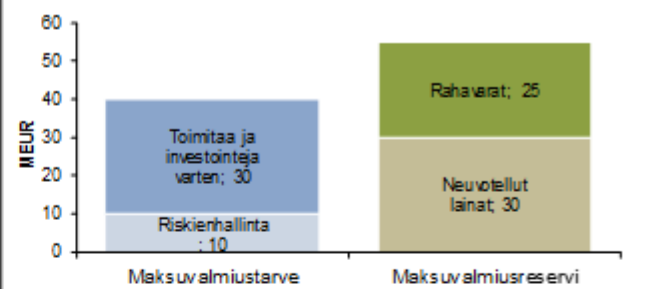 60
50
40
30
20
10
0
MEUR
Toimitaa ja
investointeja
varten; 30
Riskienhallinta
; 10
Rahavarat; 25
Neuvotellut
lainat; 30
Maksuvalmiustarve
Maksuvalmiusreservi